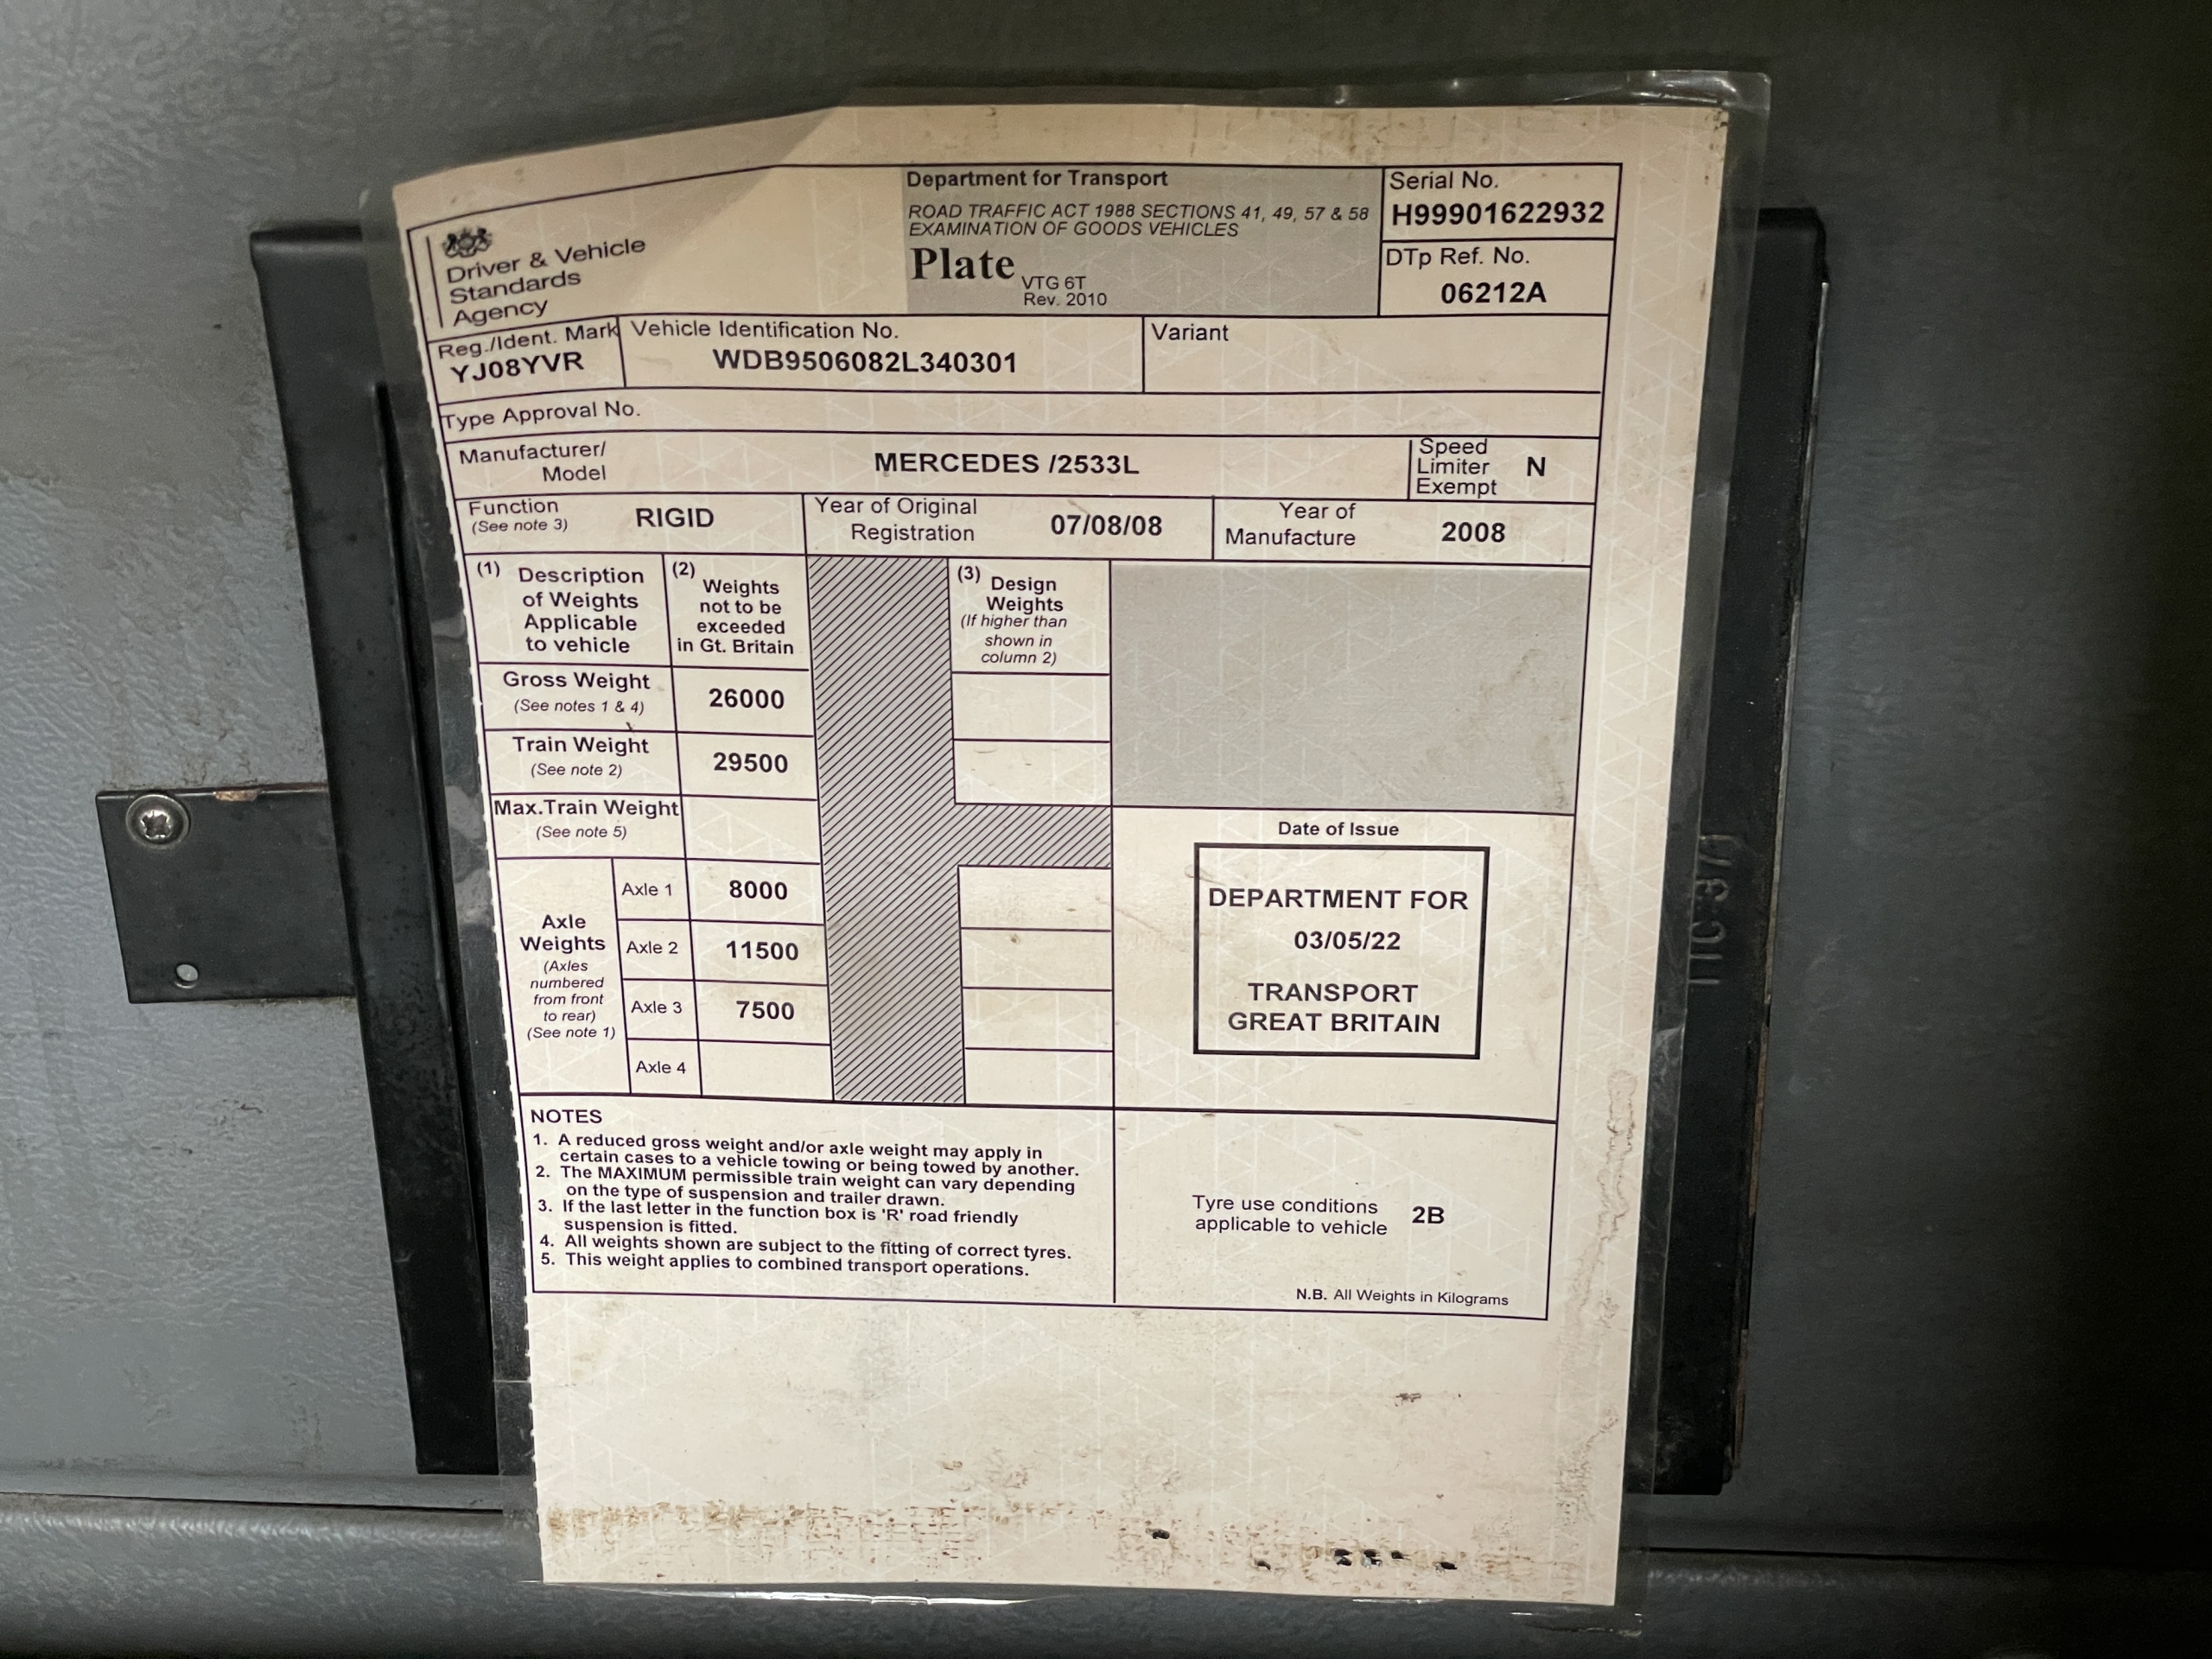 Driver & Vehicle
Standards
Agency
Department for Transport
ROAD TRAFFIC ACT 1988 SECTIONS 41, 49, 57 & 58
EXAMINATION OF GOODS VEHICLES
Plate VTG 6T
Rev. 2010
Serial No.
H99901622932
DTp Ref. No.
06212A
Reg./Ident. Mark
YJ08YVR
Vehicle Identification No.
WDB9506082L340301
Variant
Type Approval No.
Manufacturer/
Model
MERCEDES /2533L
Speed
Limiter
Exempt
N
Function
(See note 3)
RIGID
Year of Original
Registration
07/08/08
Year of
Manufacture
2008
(1) Description
of Weights
Applicable
to vehicle
(2) Weights
not to be
exceeded
in Gt. Britain
(3) Design
Weights
(If higher than
shown in
column 2)
Gross Weight
(See notes 1 & 4)
26000
Train Weight
(See note 2)
29500
Max.Train Weight
(See note 5)
Axle
Weights
(Axles
numbered
from front
to rear)
(See note 1)
Axle 1 8000
Axle 2 11500
Axle 3 7500
Axle 4
Date of Issue
DEPARTMENT FOR
03/05/22
TRANSPORT
GREAT BRITAIN
NOTES
1. A reduced gross weight and/or axle weight may apply in
certain cases to a vehicle towing or being towed by another.
2. The MAXIMUM permissible train weight can vary depending
on the type of suspension and trailer drawn.
3. If the last letter in the function box is 'R' road friendly
suspension is fitted.
4. All weights shown are subject to the fitting of correct tyres.
5. This weight applies to combined transport operations.
Tyre use conditions
applicable to vehicle
2B
N.B. All Weights in Kilograms